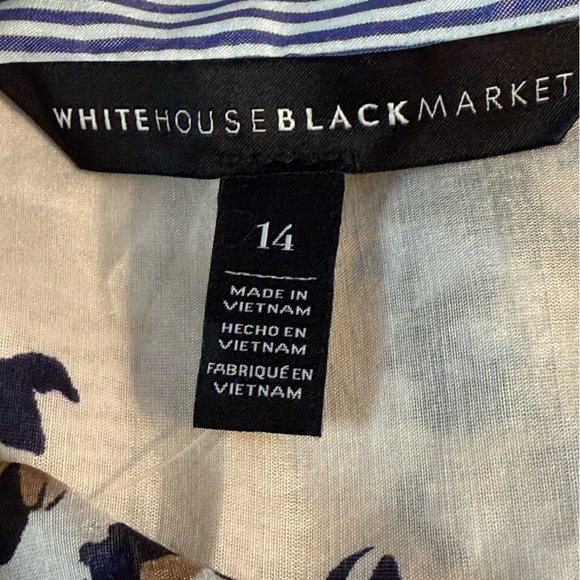 WHITEHOUSEBLACKMARKET
14
MADE IN
VIETNAM
HECHO EN
VIETNAM
FABRIQUÉ EN
VIETNAM